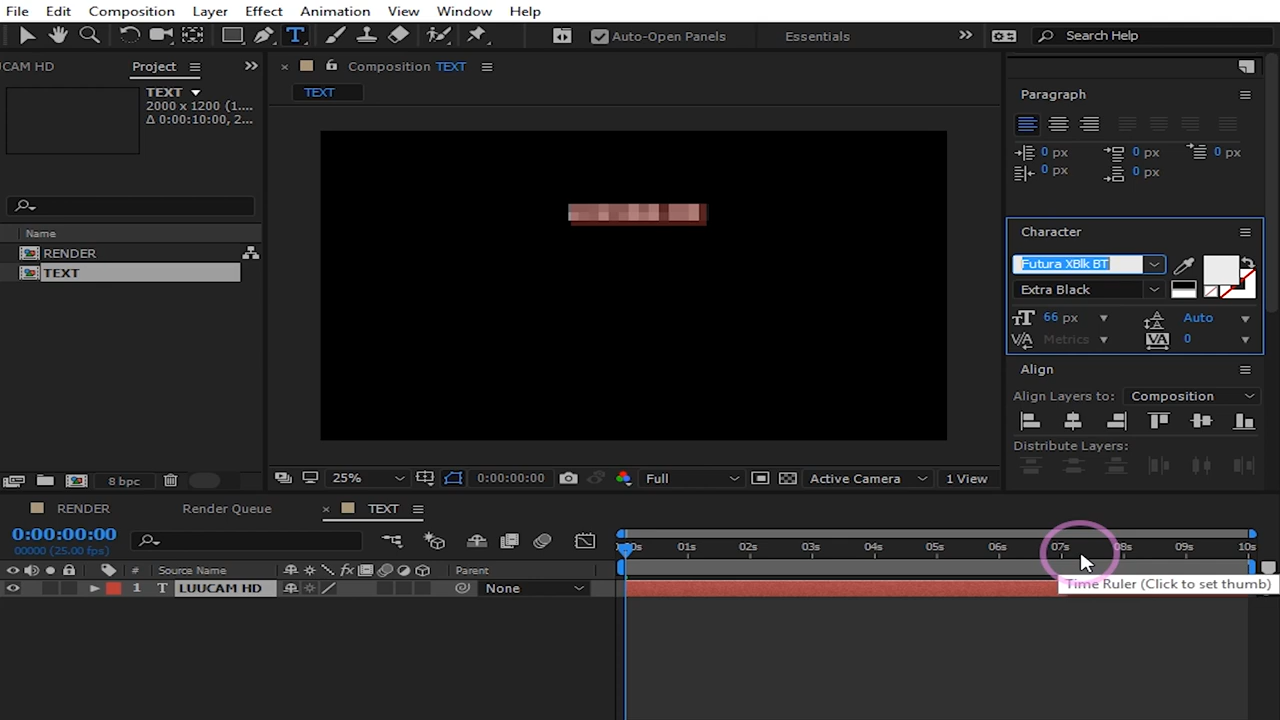 File Edit Composition Layer Effect Animation View Window Help
Auto-Open Panels Essentials Search Help
UCAM HD Project Composition TEXT
TEXT
2000 x 1200 (1....
Δ 0:00:10:00, 2...
TEXT
Name
RENDER
TEXT
8 bpc
25% 0:00:00:00 Full Active Camera 1 View
Paragraph
0 px 0 px 0 px
0 px 0 px
Character
Futura XBlk BT
Extra Black
66 px Auto
Metrics 0
Align
Align Layers to: Composition
Distribute Layers:
RENDER Render Queue TEXT
0:00:00:00
00000 (25.00 fps)
00s 01s 02s 03s 04s 05s 06s 07s 08s 09s 10s
# Source Name fx Parent
1 T LUUCAM HD None
Time Ruler (Click to set thumb)